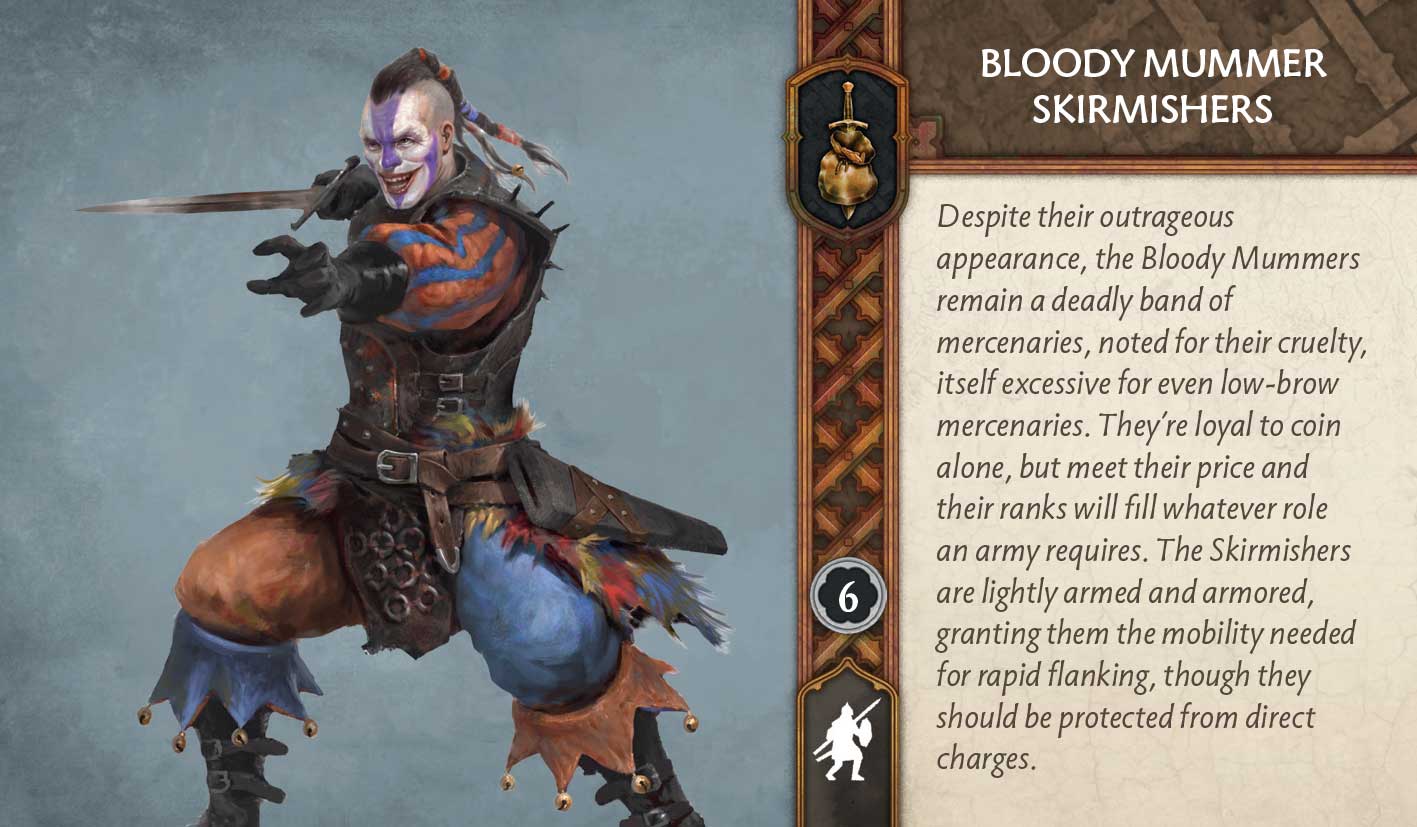 BLOODY MUMMER
SKIRMISHERS
Despite their outrageous
appearance, the Bloody Mummers
remain a deadly band of
mercenaries, noted for their cruelty,
itself excessive for even low-brow
mercenaries. They're loyal to coin
alone, but meet their price and
their ranks will fill whatever role
an army requires. The Skirmishers
are lightly armed and armored,
granting them the mobility needed
for rapid flanking, though they
should be protected from direct
charges.
6